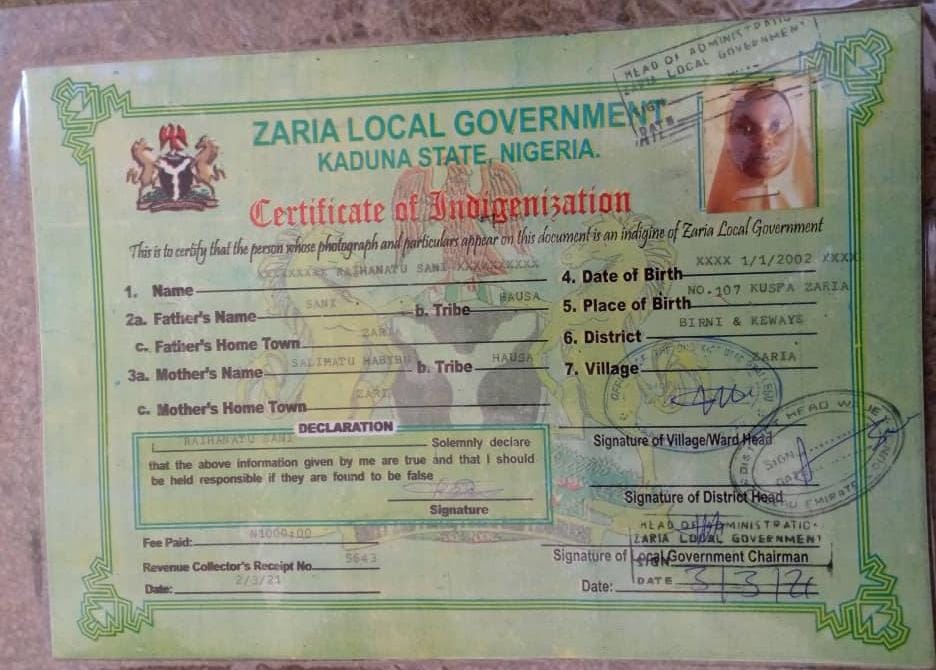 HEAD OF ADMINISTRATIO
ZARIA LOCAL GOVERNMENT
SIGN
DATE
ZARIA LOCAL GOVERNMENT
KADUNA STATE, NIGERIA.
Certificate of Indigenization
This is to certify that the person whose photograph and particulars appear on this document is an indigine of Zaria Local Government
1. Name XXXXXXXX RAIHANATU SANI XXXXXXXXXX
2a. Father's Name SANI b. Tribe HAUSA
c. Father's Home Town ZARIA
3a. Mother's Name SALIMATU HABYBU b. Tribe HAUSA
c. Mother's Home Town ZARI
4. Date of Birth XXXX 1/1/2002 XXXX
5. Place of Birth NO.107 KUSFA ZARIA
6. District BIRNI & KEWAYE
7. Village ZARIA
DECLARATION
I RAIHANATU SANI Solemnly declare
that the above information given by me are true and that I should
be held responsible if they are found to be false
Signature
Fee Paid: N1000:00
Revenue Collector's Receipt No. 5643
Date: 2/3/21
Signature of Village/Ward Head
HEAD
SIGN
DATE
EMIRATE
Signature of District Head
HEAD OF ADMINISTRATIO
ZARIA LOCAL GOVERNMENT
Signature of Local Government Chairman
SIGN
Date: DATE 3/3/21